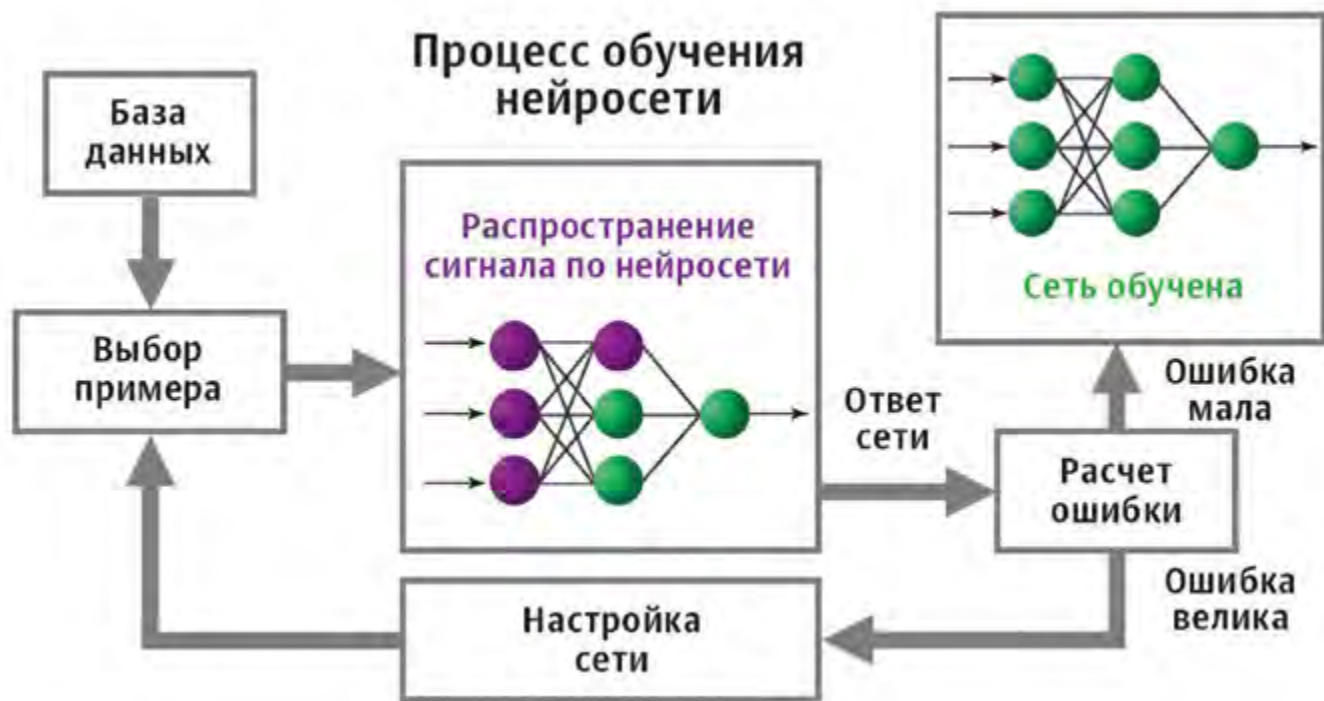 Процесс обучения
нейросети
База
данных
Выбор
примера
Распространение
сигнала по нейросети
Ответ
сети
Расчет
ошибки
Ошибка
мала
Сеть обучена
Ошибка
велика
Настройка
сети